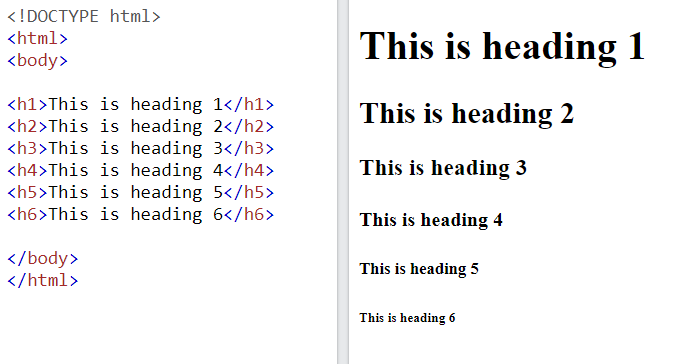 <!DOCTYPE html>
<html>
<body>
<h1>This is heading 1</h1>
<h2>This is heading 2</h2>
<h3>This is heading 3</h3>
<h4>This is heading 4</h4>
<h5>This is heading 5</h5>
<h6>This is heading 6</h6>
</body>
</html>
This is heading 1
This is heading 2
This is heading 3
This is heading 4
This is heading 5
This is heading 6